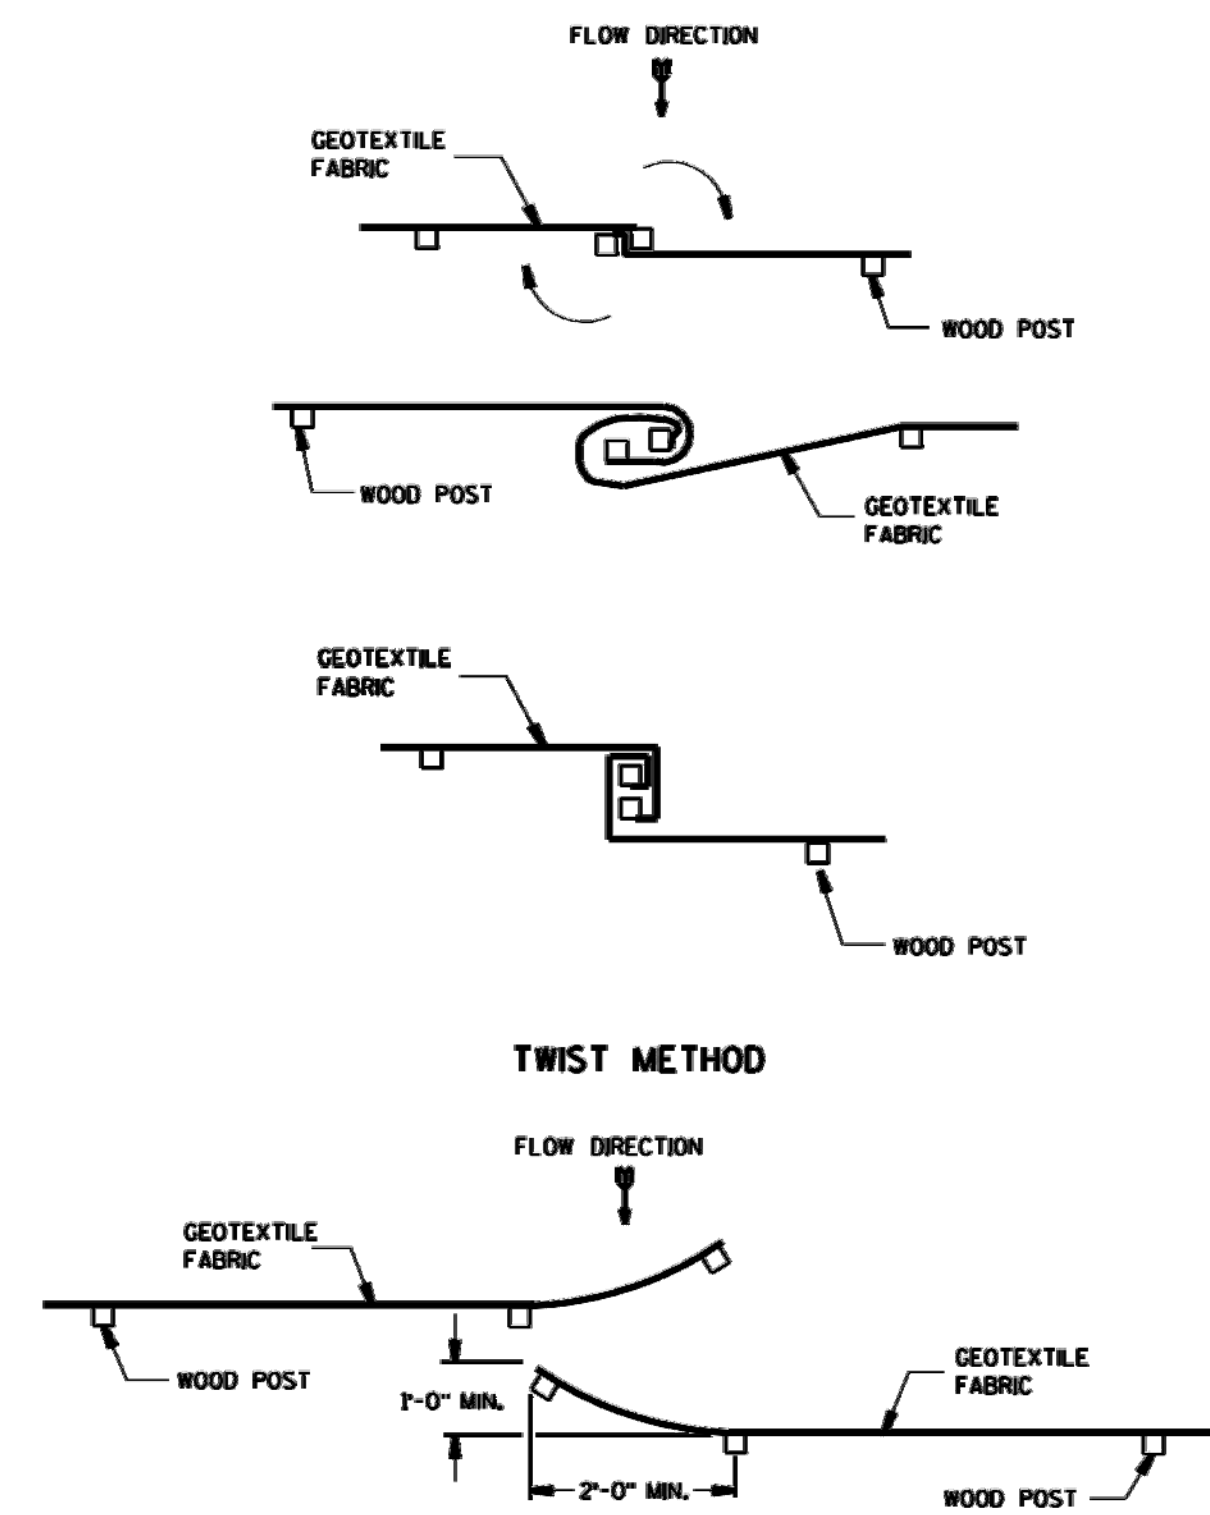 FLOW DIRECTION
GEOTEXTILE
FABRIC
WOOD POST
WOOD POST
GEOTEXTILE
FABRIC
GEOTEXTILE
FABRIC
WOOD POST
TWIST METHOD
FLOW DIRECTION
GEOTEXTILE
FABRIC
WOOD POST
GEOTEXTILE
FABRIC
1'-0" MIN.
2'-0" MIN.
WOOD POST